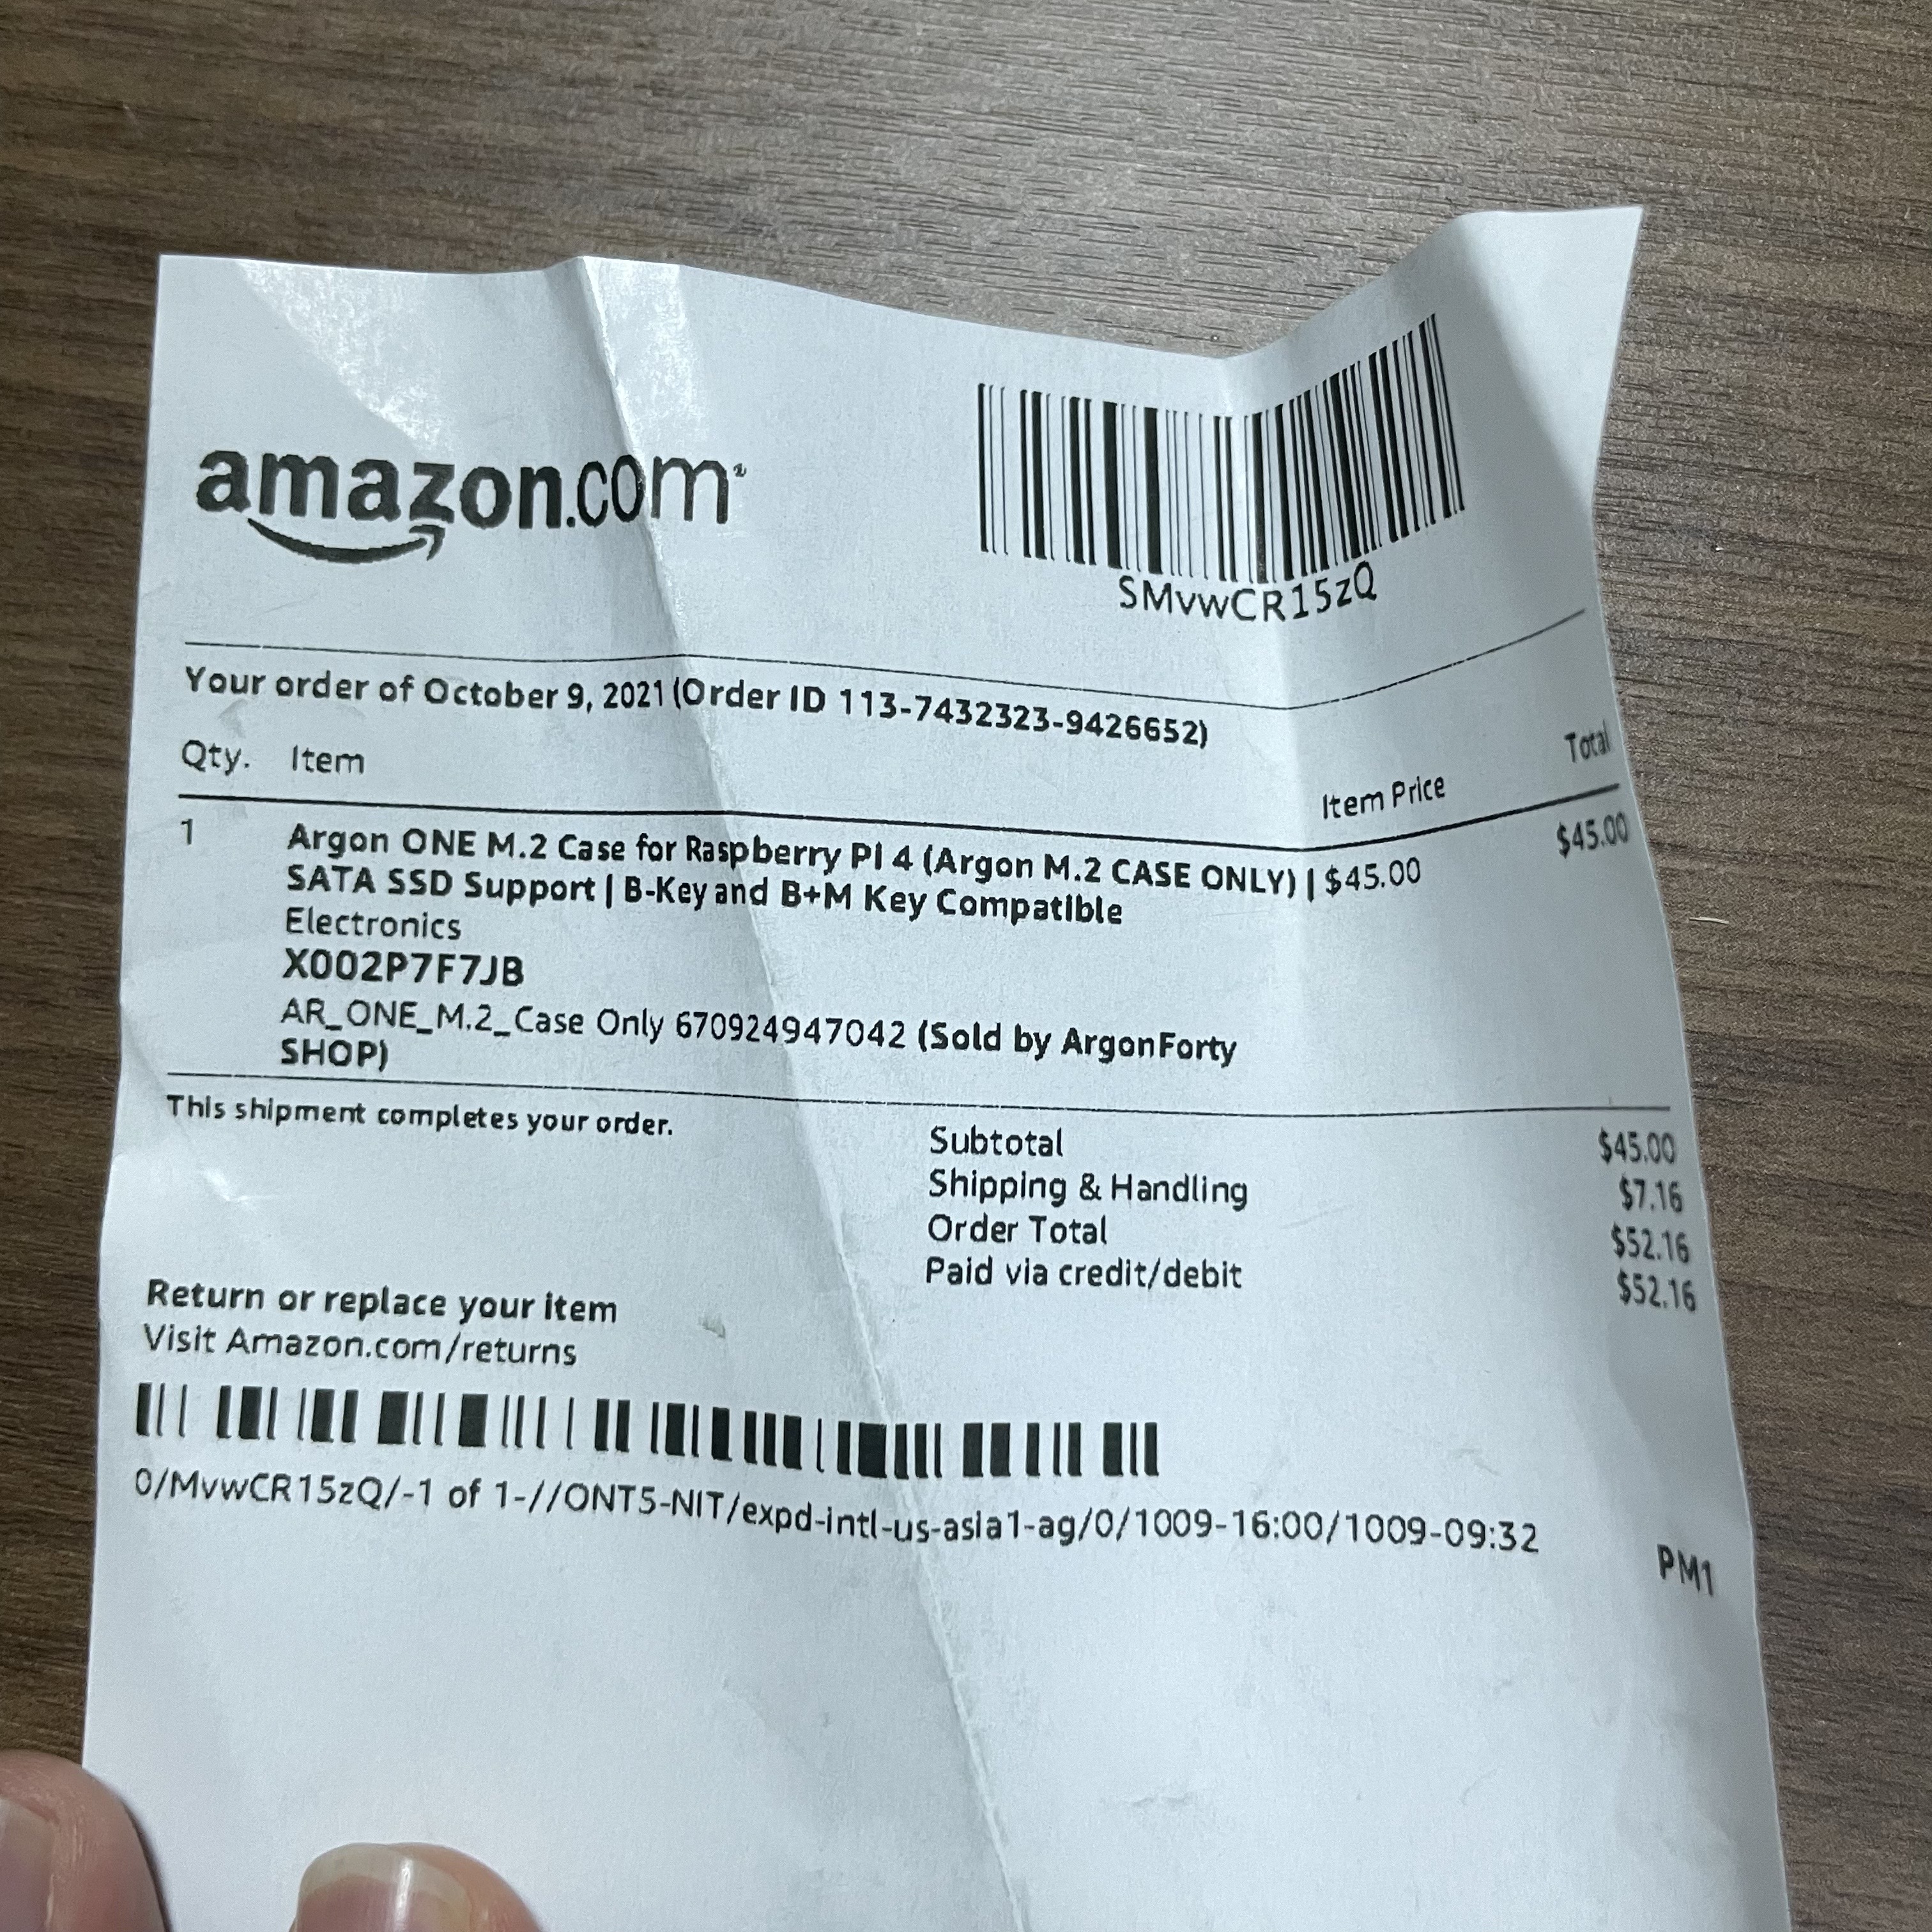 amazon.com
SMvwCR15zQ
Your order of October 9, 2021 (Order ID 113-7432323-9426652)
Qty. Item Item Price Total
1 Argon ONE M.2 Case for Raspberry Pi 4 (Argon M.2 CASE ONLY) | $45.00 $45.00
SATA SSD Support | B-Key and B+M Key Compatible
Electronics
X002P7F7JB
AR_ONE_M.2_Case Only 670924947042 (Sold by ArgonForty
SHOP)
This shipment completes your order.
Subtotal $45.00
Shipping & Handling $7.16
Order Total $52.16
Paid via credit/debit $52.16
Return or replace your item
Visit Amazon.com/returns
0/MvwCR15zQ/-1 of 1-//ONT5-NIT/expd-intl-us-asia1-ag/0/1009-16:00/1009-09:32
PM1